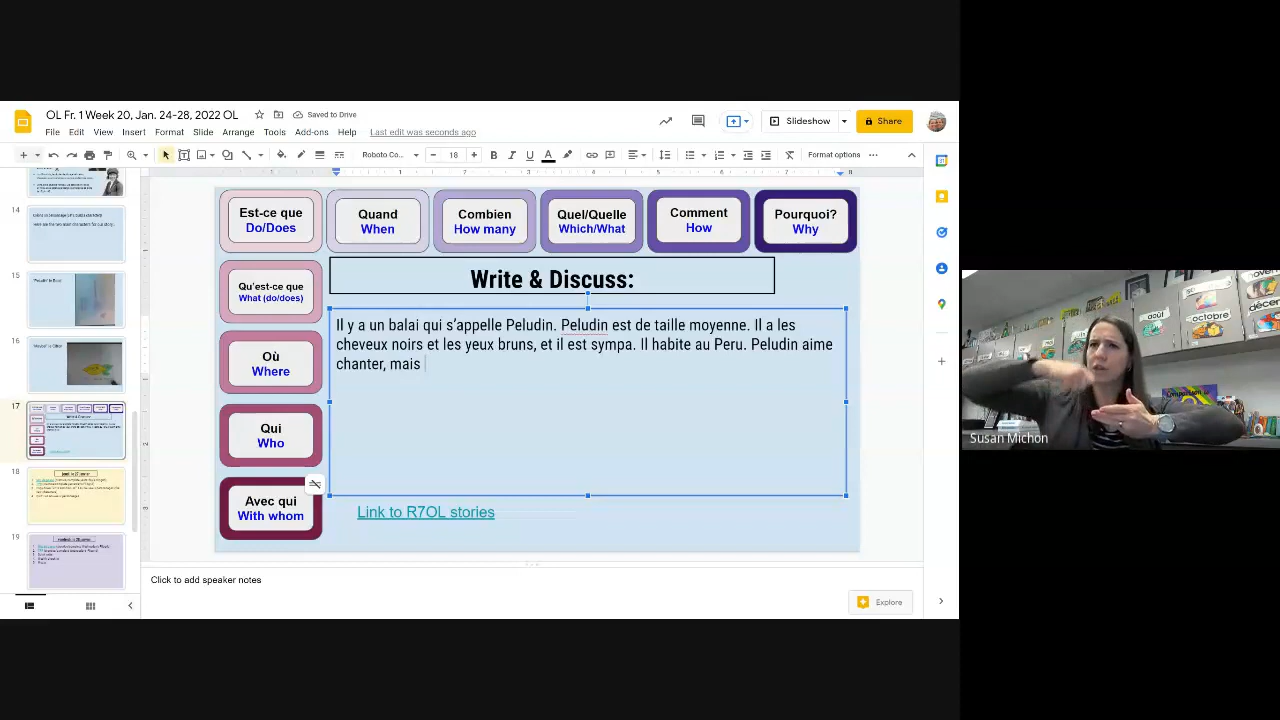 OL Fr. 1 Week 20, Jan. 24-28, 2022 OL
Saved to Drive
File Edit View Insert Format Slide Arrange Tools Add-ons Help Last edit was seconds ago
Slideshow
Share
Roboto Co...
18
Format options
14
15
16
17
18
19
Est-ce que
Do/Does
Quand
When
Combien
How many
Quel/Quelle
Which/What
Comment
How
Pourquoi?
Why
Qu'est-ce que
What (do/does)
Où
Where
Qui
Who
Avec qui
With whom
Write & Discuss:
Il y a un balai qui s'appelle Peludin. Peludin est de taille moyenne. Il a les
cheveux noirs et les yeux bruns, et il est sympa. Il habite au Peru. Peludin aime
chanter, mais
Link to R7OL stories
Click to add speaker notes
Explore
Susan Michon
août
octobre